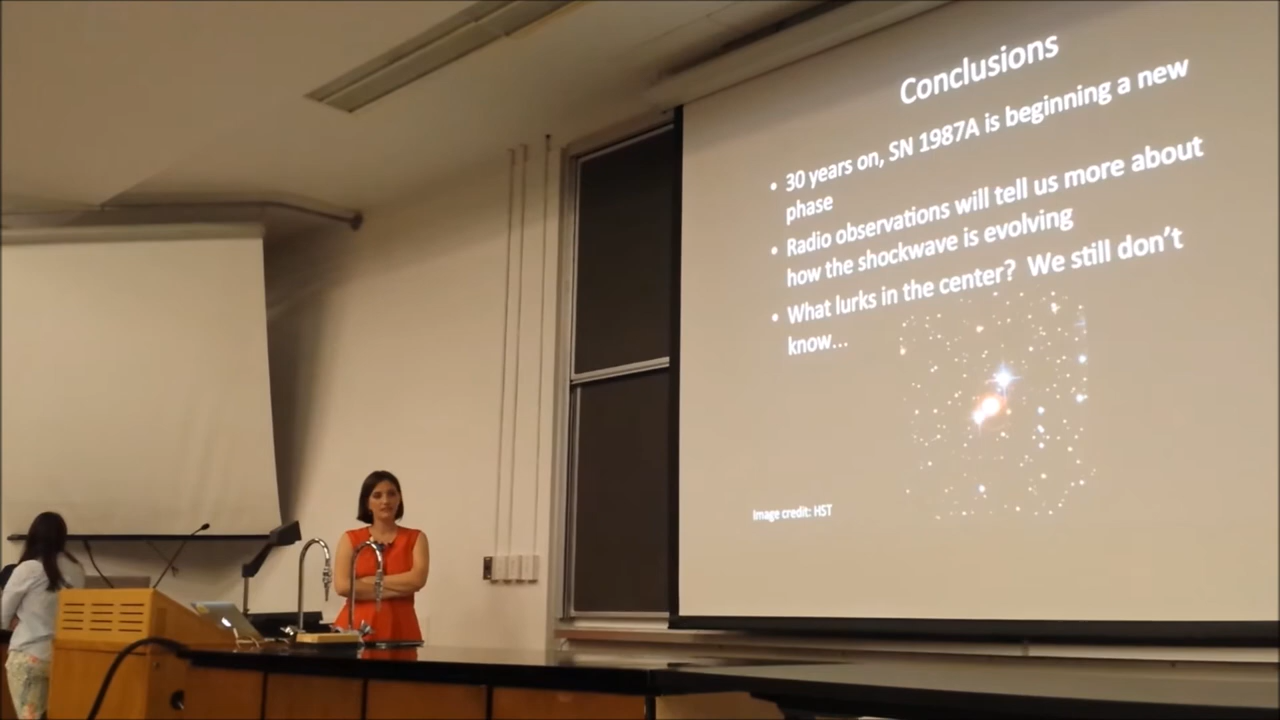 Conclusions
• 30 years on, SN 1987A is beginning a new
phase
• Radio observations will tell us more about
how the shockwave is evolving
• What lurks in the center? We still don't
know...
Image credit: HST